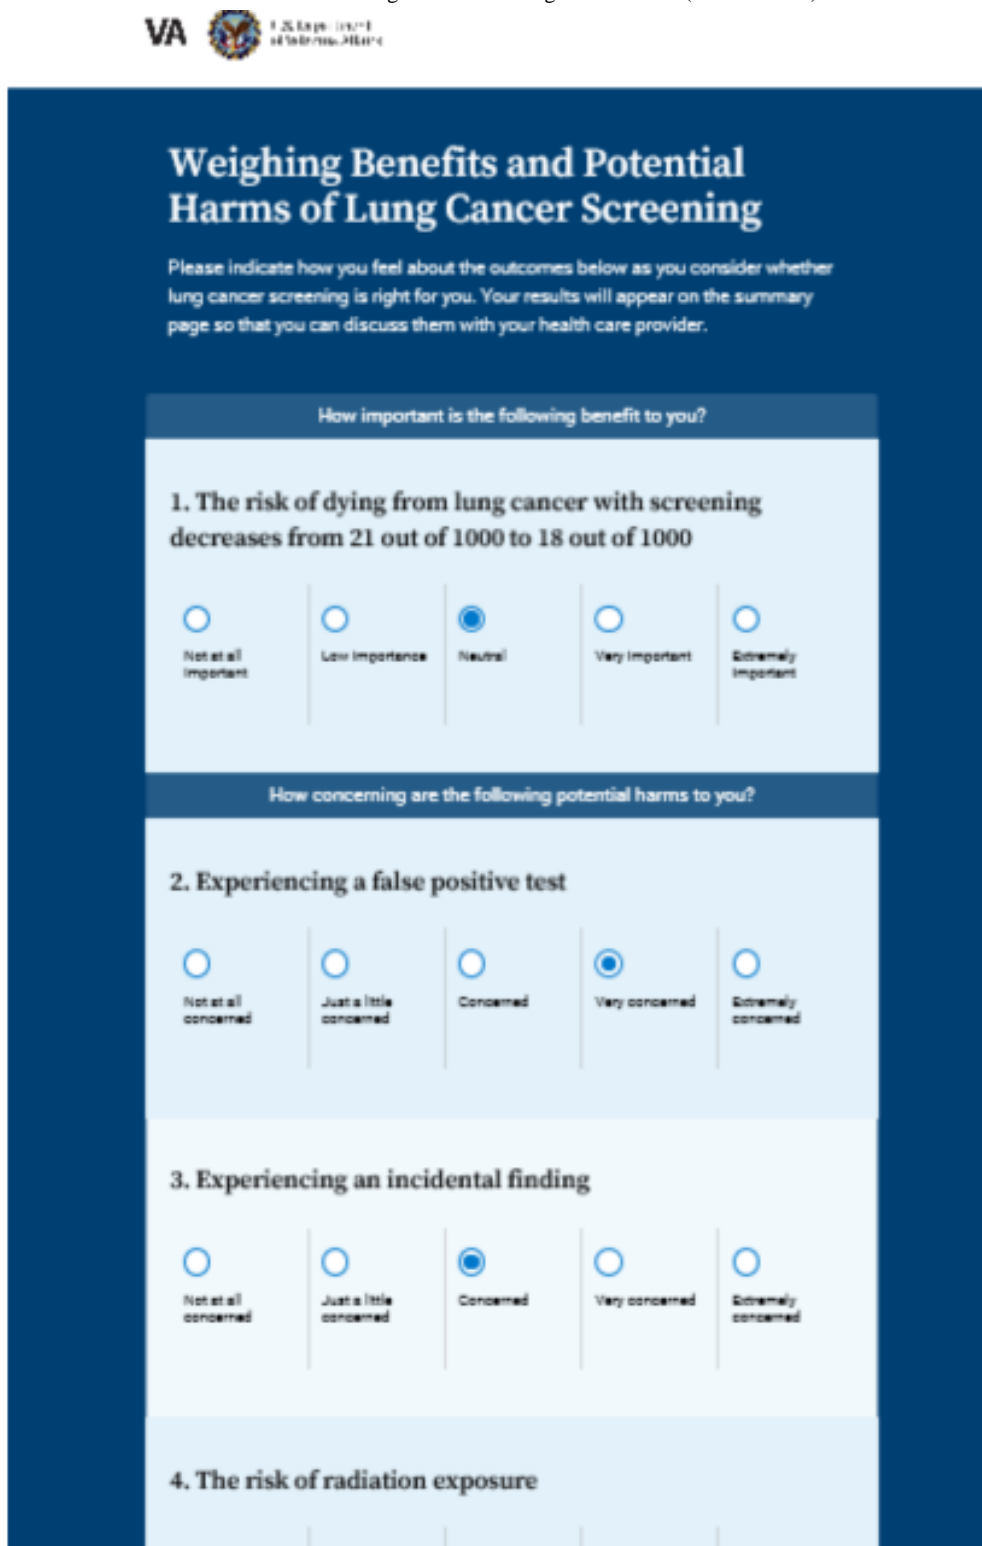 VA
U.S. Department
of Veterans Affairs
Weighing Benefits and Potential
Harms of Lung Cancer Screening
Please indicate how you feel about the outcomes below as you consider whether
lung cancer screening is right for you. Your results will appear on the summary
page so that you can discuss them with your health care provider.
How important is the following benefit to you?
1. The risk of dying from lung cancer with screening
decreases from 21 out of 1000 to 18 out of 1000
Not at all
important
Low importance
Neutral
Very important
Extremely
important
How concerning are the following potential harms to you?
2. Experiencing a false positive test
Not at all
concerned
Just a little
concerned
Concerned
Very concerned
Extremely
concerned
3. Experiencing an incidental finding
Not at all
concerned
Just a little
concerned
Concerned
Very concerned
Extremely
concerned
4. The risk of radiation exposure